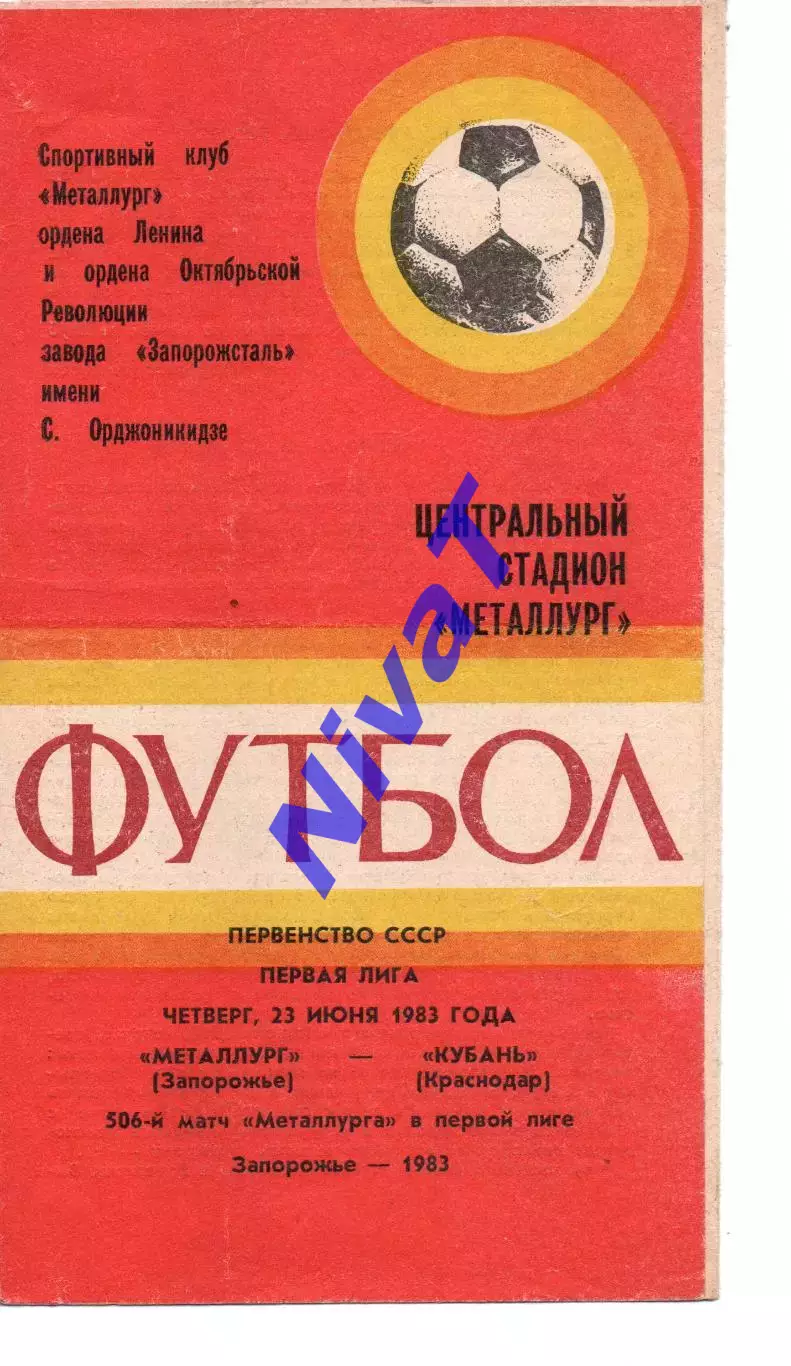 Спортивный клуб
«Металлург»
ордена Ленина
и ордена Октябрьской
Революции
завода «Запорожсталь»
имени
С. Орджоникидзе
ЦЕНТРАЛЬНЫЙ
СТАДИОН
«МЕТАЛЛУРГ»
NivaT
ФУТБОЛ
ПЕРВЕНСТВО СССР
ПЕРВАЯ ЛИГА
ЧЕТВЕРГ, 23 ИЮНЯ 1983 ГОДА
«МЕТАЛЛУРГ» — «КУБАНЬ»
(Запорожье) (Краснодар)
506-й матч «Металлурга» в первой лиге
Запорожье — 1983